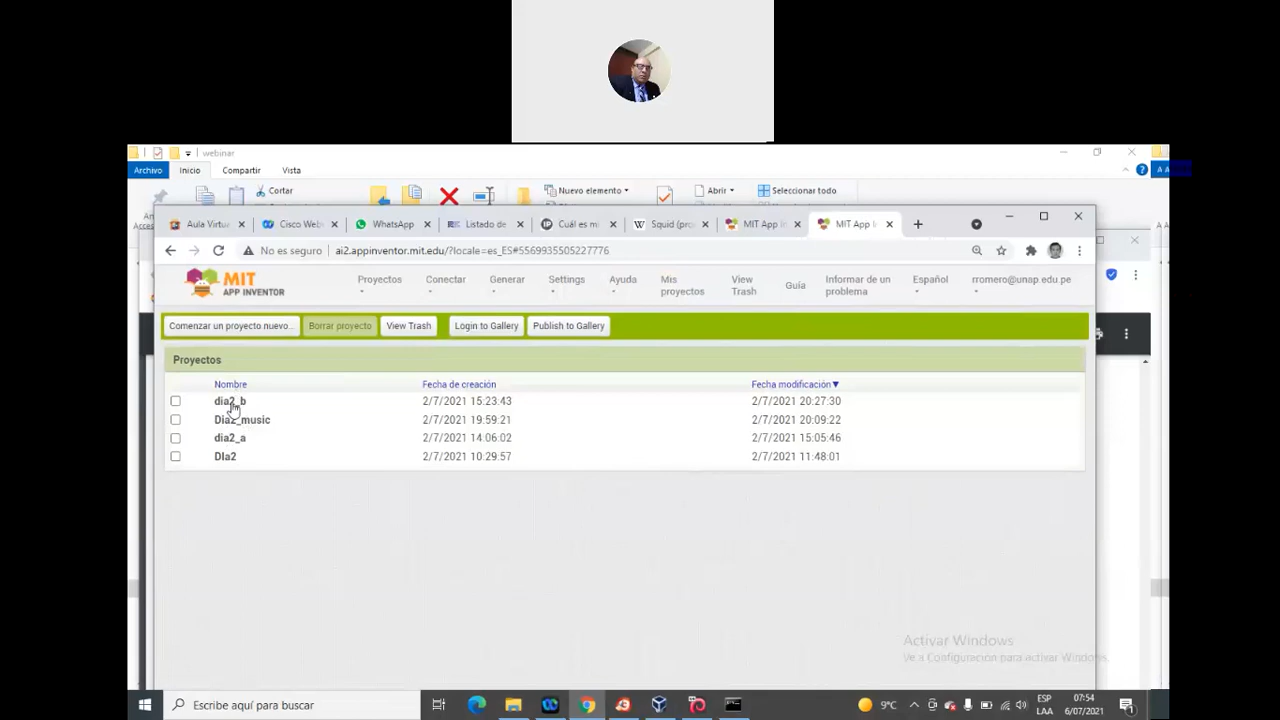 webinar
Archivo Inicio Compartir Vista
Cortar
Nuevo elemento
Abrir
Seleccionar todo
Aula Virtu
Cisco Web
WhatsApp
Listado de
Cuál es mi
Squid (pro
MIT App in
MIT App I
No es seguro
ai2.appinventor.mit.edu/?locale=es_ES#5569935505227776
MIT
APP INVENTOR
Proyectos Conectar Generar Settings Ayuda Mis proyectos View Trash Guía Informar de un problema Español rromero@unap.edu.pe
Comenzar un proyecto nuevo... Borrar proyecto View Trash Login to Gallery Publish to Gallery
Proyectos
Nombre Fecha de creación Fecha modificación▼
dia2_b 2/7/2021 15:23:43 2/7/2021 20:27:30
Dia2_music 2/7/2021 19:59:21 2/7/2021 20:09:22
dia2_a 2/7/2021 14:06:02 2/7/2021 15:05:46
DIa2 2/7/2021 10:29:57 2/7/2021 11:48:01
Activar Windows
Ve a Configuración para activar Windows.
Escribe aquí para buscar
9°C
ESP
LAA
07:54
6/07/2021